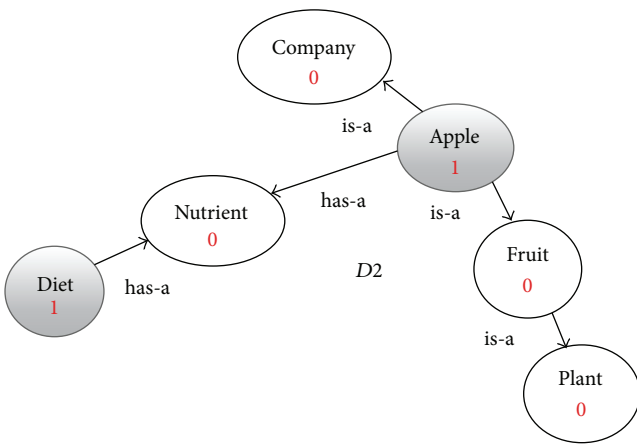 Company
0
is-a
Apple
1
has-a
is-a
Nutrient
0
Fruit
0
D2
Diet
1
has-a
is-a
Plant
0